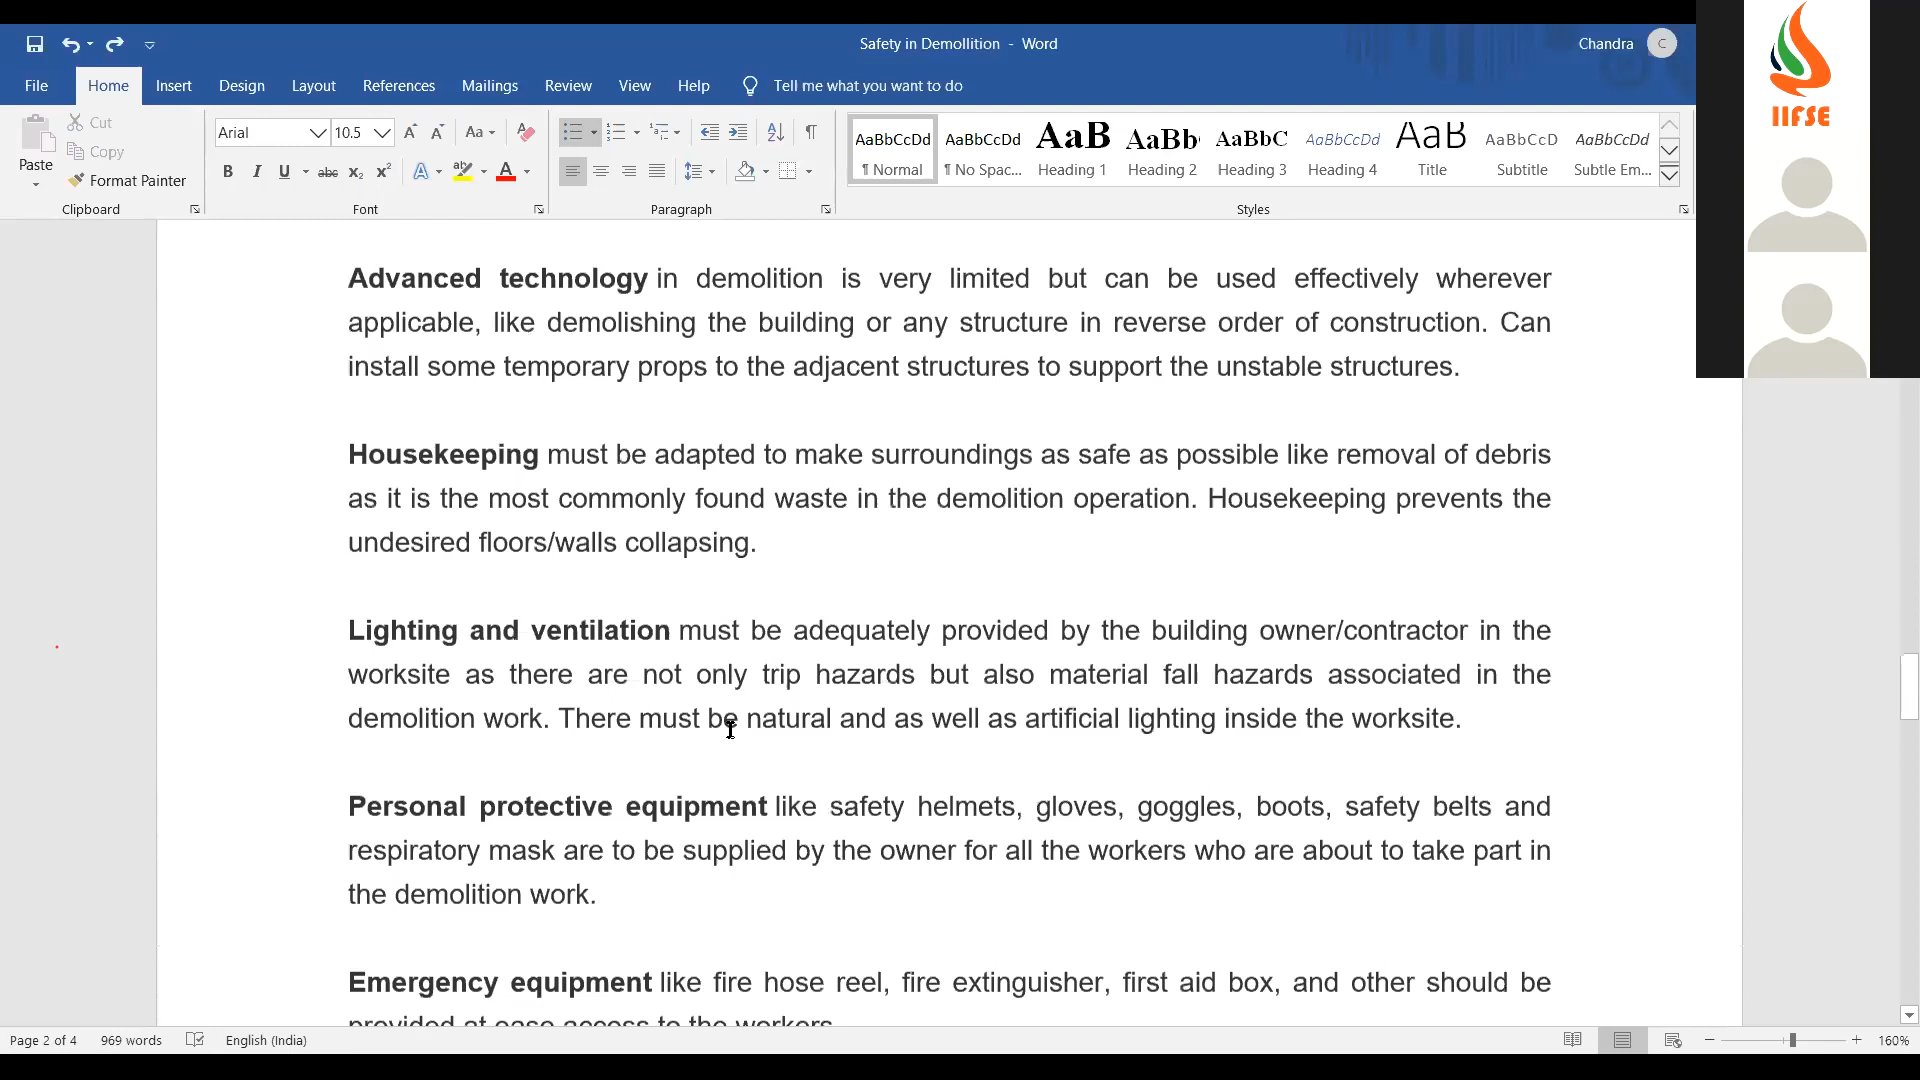 Safety in Demollition - Word
Chandra
C
IIFSE
File Home Insert Design Layout References Mailings Review View Help Tell me what you want to do
Paste
Cut
Copy
Format Painter
Clipboard
Arial
10.5
Font
Paragraph
AaBbCcDd AaBbCcDd AaB AaBb AaBbC AaBbCcDd AaB AaBbCcD AaBbCcDd
¶ Normal ¶ No Spac... Heading 1 Heading 2 Heading 3 Heading 4 Title Subtitle Subtle Em...
Styles
Advanced technology in demolition is very limited but can be used effectively wherever
applicable, like demolishing the building or any structure in reverse order of construction. Can
install some temporary props to the adjacent structures to support the unstable structures.
Housekeeping must be adapted to make surroundings as safe as possible like removal of debris
as it is the most commonly found waste in the demolition operation. Housekeeping prevents the
undesired floors/walls collapsing.
Lighting and ventilation must be adequately provided by the building owner/contractor in the
worksite as there are not only trip hazards but also material fall hazards associated in the
demolition work. There must be natural and as well as artificial lighting inside the worksite.
Personal protective equipment like safety helmets, gloves, goggles, boots, safety belts and
respiratory mask are to be supplied by the owner for all the workers who are about to take part in
the demolition work.
Emergency equipment like fire hose reel, fire extinguisher, first aid box, and other should be
provided at ease access to the workers.
Page 2 of 4 969 words English (India) 160%